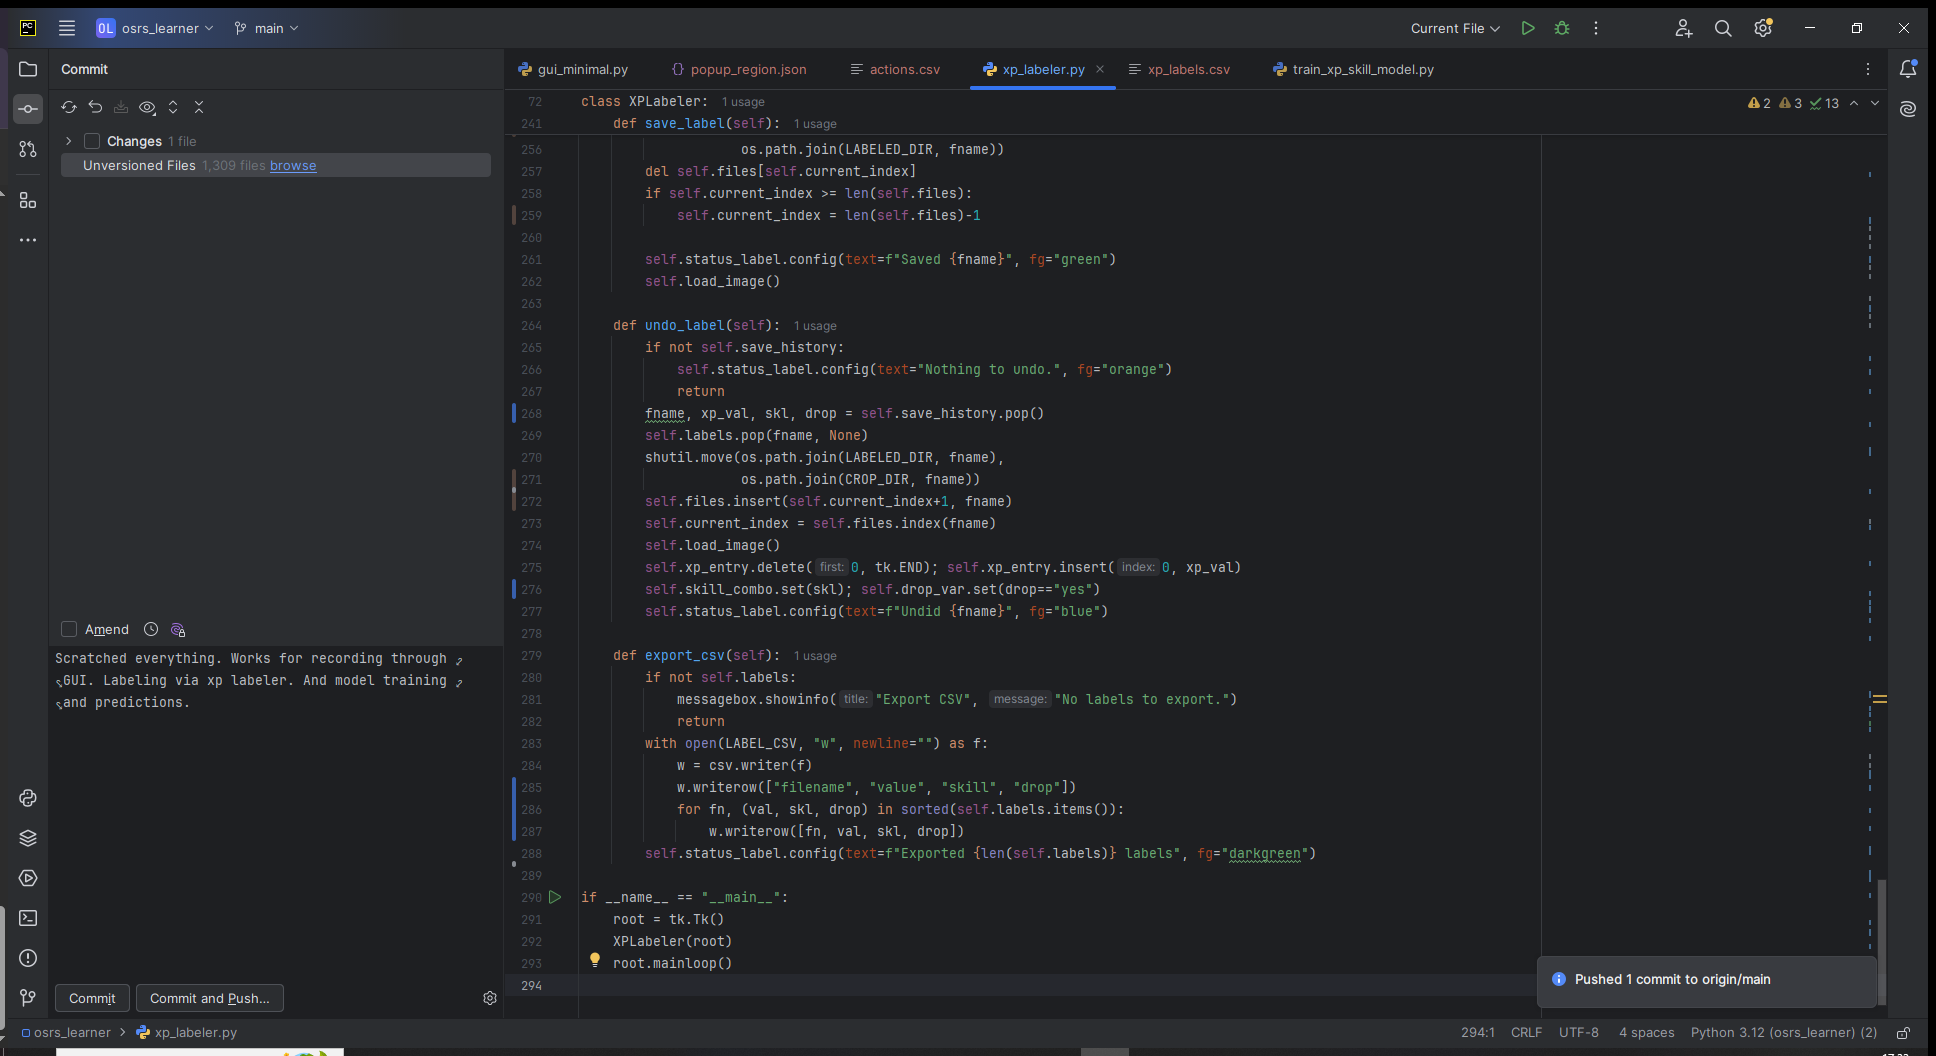 PC
OL osrs_learner main
Current File
Commit
gui_minimal.py popup_region.json actions.csv xp_labeler.py xp_labels.csv train_xp_skill_model.py
Changes 1 file
Unversioned Files 1,309 files browse
2 3 13
72 class XPLabeler: 1 usage
241 def save_label(self): 1 usage
256 os.path.join(LABELED_DIR, fname))
257 del self.files[self.current_index]
258 if self.current_index >= len(self.files):
259 self.current_index = len(self.files)-1
260
261 self.status_label.config(text=f"Saved {fname}", fg="green")
262 self.load_image()
263
264 def undo_label(self): 1 usage
265 if not self.save_history:
266 self.status_label.config(text="Nothing to undo.", fg="orange")
267 return
268 fname, xp_val, skl, drop = self.save_history.pop()
269 self.labels.pop(fname, None)
270 shutil.move(os.path.join(LABELED_DIR, fname),
271 os.path.join(CROP_DIR, fname))
272 self.files.insert(self.current_index+1, fname)
273 self.current_index = self.files.index(fname)
274 self.load_image()
275 self.xp_entry.delete( first: 0, tk.END); self.xp_entry.insert( index: 0, xp_val)
276 self.skill_combo.set(skl); self.drop_var.set(drop=="yes")
277 self.status_label.config(text=f"Undid {fname}", fg="blue")
278
279 def export_csv(self): 1 usage
280 if not self.labels:
281 messagebox.showinfo( title: "Export CSV", message: "No labels to export.")
282 return
283 with open(LABEL_CSV, "w", newline="") as f:
284 w = csv.writer(f)
285 w.writerow(["filename", "value", "skill", "drop"])
286 for fn, (val, skl, drop) in sorted(self.labels.items()):
287 w.writerow([fn, val, skl, drop])
288 self.status_label.config(text=f"Exported {len(self.labels)} labels", fg="darkgreen")
289
290 if __name__ == "__main__":
291 root = tk.Tk()
292 XPLabeler(root)
293 root.mainloop()
294
Amend
Scratched everything. Works for recording through
GUI. Labeling via xp labeler. And model training
and predictions.
Commit Commit and Push...
Pushed 1 commit to origin/main
osrs_learner xp_labeler.py
294:1 CRLF UTF-8 4 spaces Python 3.12 (osrs_learner) (2)